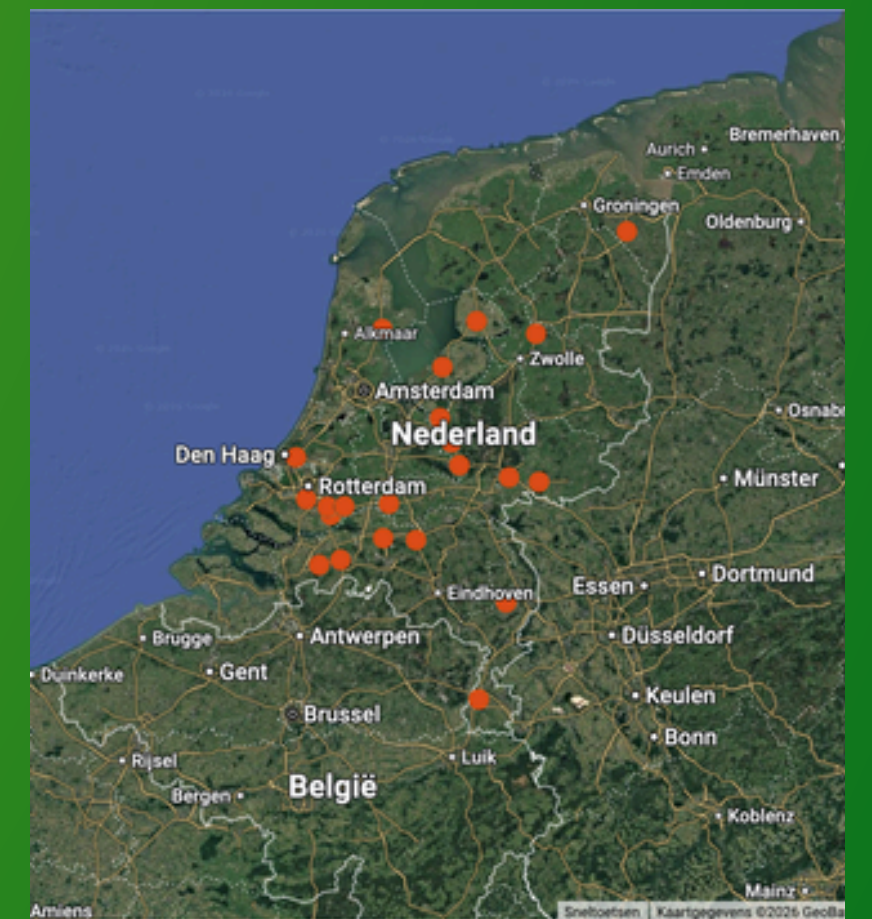 Bremerhaven
Aurich
Emden
Groningen
Oldenburg
Alkmaar
Zwolle
Amsterdam
Osnabr
Nederland
Den Haag
Münster
Rotterdam
Dortmund
Essen
Eindhoven
Brugge
Antwerpen
Düsseldorf
Duinkerke
Gent
Keulen
Brussel
Bonn
Luik
Rijsel
België
Bergen
Koblenz
Mainz
Amiens
Sneltoetsen
Kaartgegevens ©2026 GeoBa